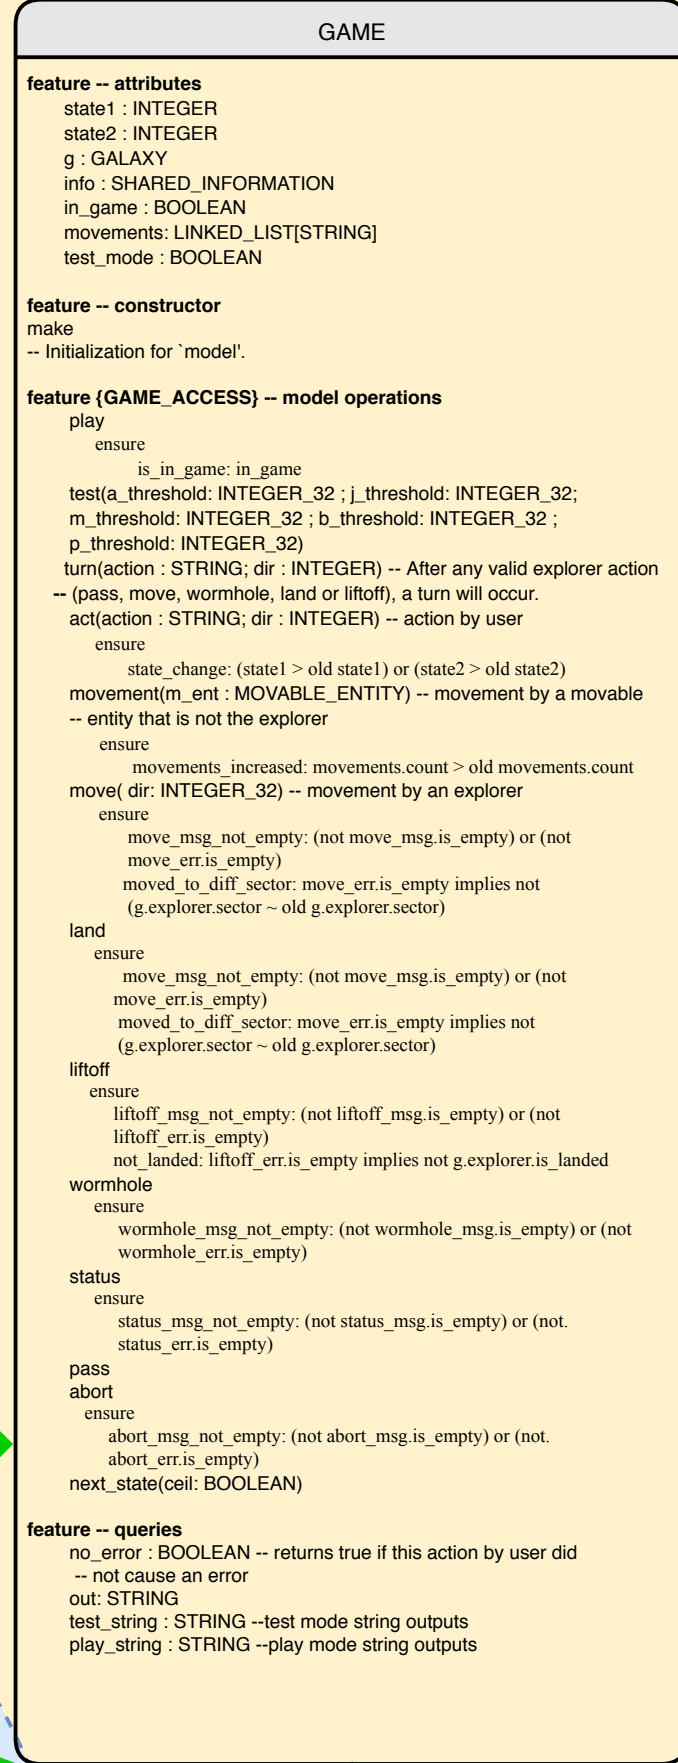 GAME
feature -- attributes
state1 : INTEGER
state2 : INTEGER
g : GALAXY
info : SHARED_INFORMATION
in_game : BOOLEAN
movements: LINKED_LIST[STRING]
test_mode : BOOLEAN
feature -- constructor
make
-- Initialization for `model'.
feature {GAME_ACCESS} -- model operations
play
ensure
is_in_game: in_game
test(a_threshold: INTEGER_32 ; j_threshold: INTEGER_32;
m_threshold: INTEGER_32 ; b_threshold: INTEGER_32 ;
p_threshold: INTEGER_32)
turn(action : STRING; dir : INTEGER) -- After any valid explorer action
-- (pass, move, wormhole, land or liftoff), a turn will occur.
act(action : STRING; dir : INTEGER) -- action by user
ensure
state_change: (state1 > old state1) or (state2 > old state2)
movement(m_ent : MOVABLE_ENTITY) -- movement by a movable
-- entity that is not the explorer
ensure
movements_increased: movements.count > old movements.count
move( dir: INTEGER_32) -- movement by an explorer
ensure
move_msg_not_empty: (not move_msg.is_empty) or (not
move_err.is_empty)
moved_to_diff_sector: move_err.is_empty implies not
(g.explorer.sector ~ old g.explorer.sector)
land
ensure
move_msg_not_empty: (not move_msg.is_empty) or (not
move_err.is_empty)
moved_to_diff_sector: move_err.is_empty implies not
(g.explorer.sector ~ old g.explorer.sector)
liftoff
ensure
liftoff_msg_not_empty: (not liftoff_msg.is_empty) or (not
liftoff_err.is_empty)
not_landed: liftoff_err.is_empty implies not g.explorer.is_landed
wormhole
ensure
wormhole_msg_not_empty: (not wormhole_msg.is_empty) or (not
wormhole_err.is_empty)
status
ensure
status_msg_not_empty: (not status_msg.is_empty) or (not.
status_err.is_empty)
pass
abort
ensure
abort_msg_not_empty: (not abort_msg.is_empty) or (not.
abort_err.is_empty)
next_state(ceil: BOOLEAN)
feature -- queries
no_error : BOOLEAN -- returns true if this action by user did
-- not cause an error
out: STRING
test_string : STRING --test mode string outputs
play_string : STRING --play mode string outputs